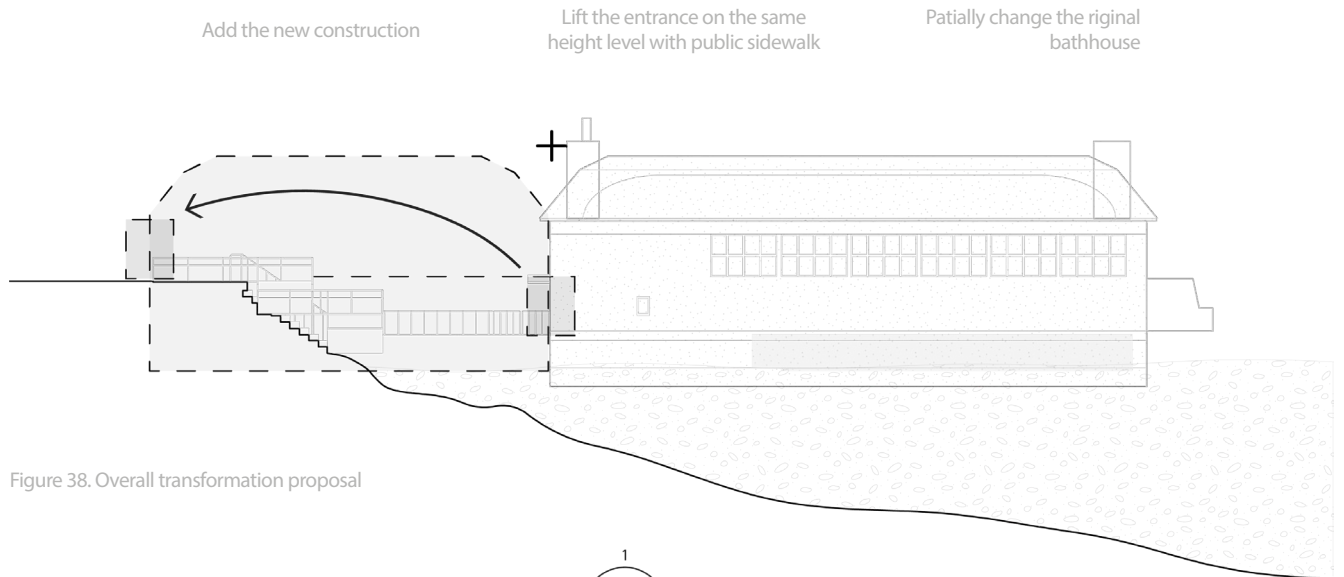 Add the new construction
Lift the entrance on the same
height level with public sidewalk
Patially change the riginal
bathhouse
Figure 38. Overall transformation proposal
1